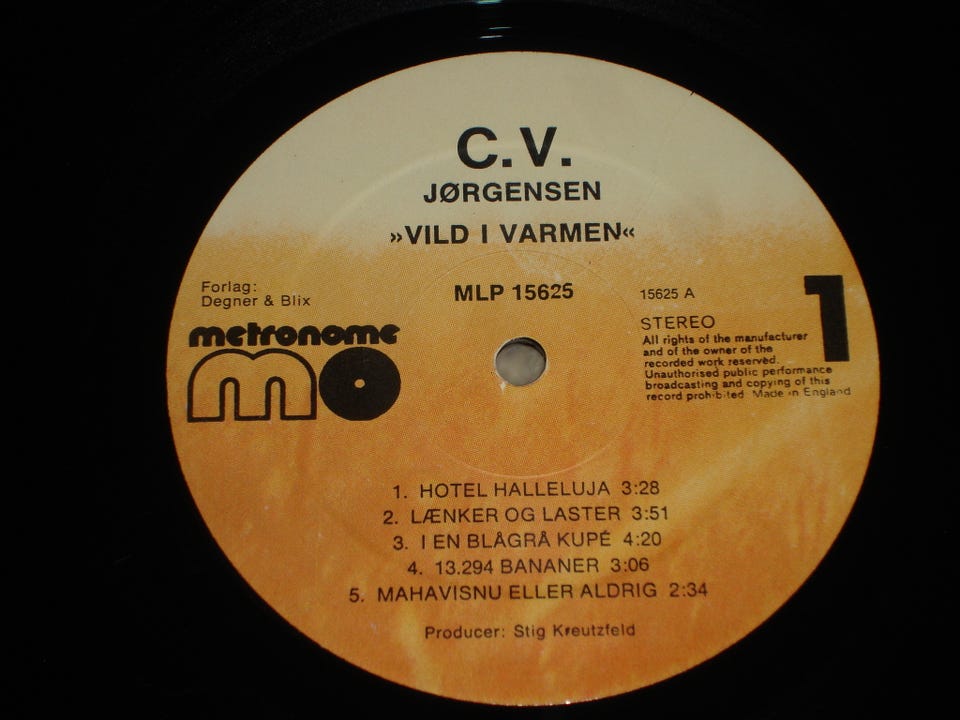 C.V.
JØRGENSEN
»VILD I VARMEN«
Forlag:
Degner & Blix
MLP 15625
15625 A
1
metronome
mo
STEREO
All rights of the manufacturer
and of the owner of the
recorded work reserved.
Unauthorised public performance
broadcasting and copying of this
record prohibited Made in England
1. HOTEL HALLELUJA 3:28
2. LÆNKER OG LASTER 3:51
3. I EN BLÅGRÅ KUPÉ 4:20
4. 13.294 BANANER 3:06
5. MAHAVISNU ELLER ALDRIG 2:34
Producer: Stig Kreutzfeld